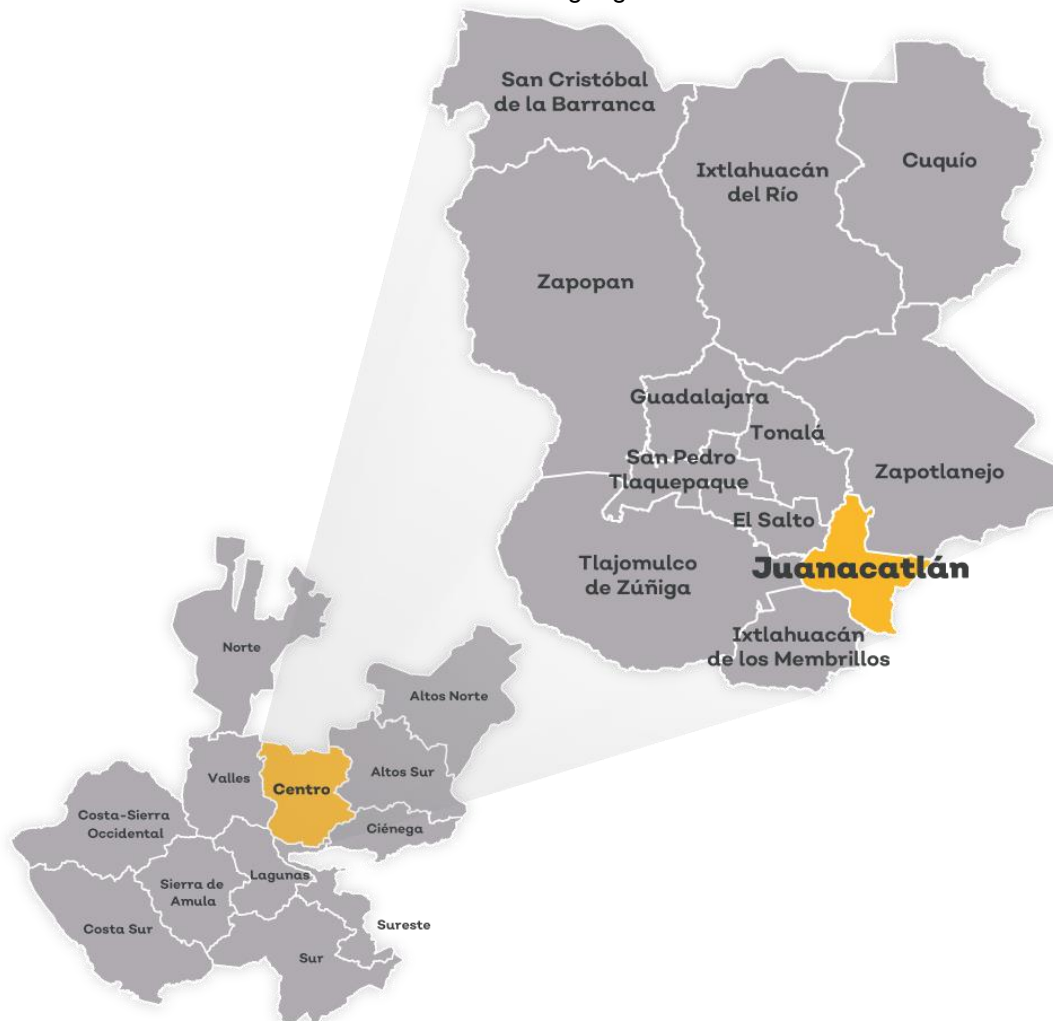 San Cristóbal
de la Barranca
Ixtlahuacán
del Río
Cuquío
Zapopan
Guadalajara
Tonalá
San Pedro
Tlaquepaque
Zapotlanejo
El Salto
Tlajomulco
de Zúñiga
Juanacatlán
Ixtlahuacán
de los Membrillos
Norte
Altos Norte
Valles
Centro
Altos Sur
Costa-Sierra
Occidental
Ciénega
Lagunas
Sierra de
Amula
Costa Sur
Sureste
Sur